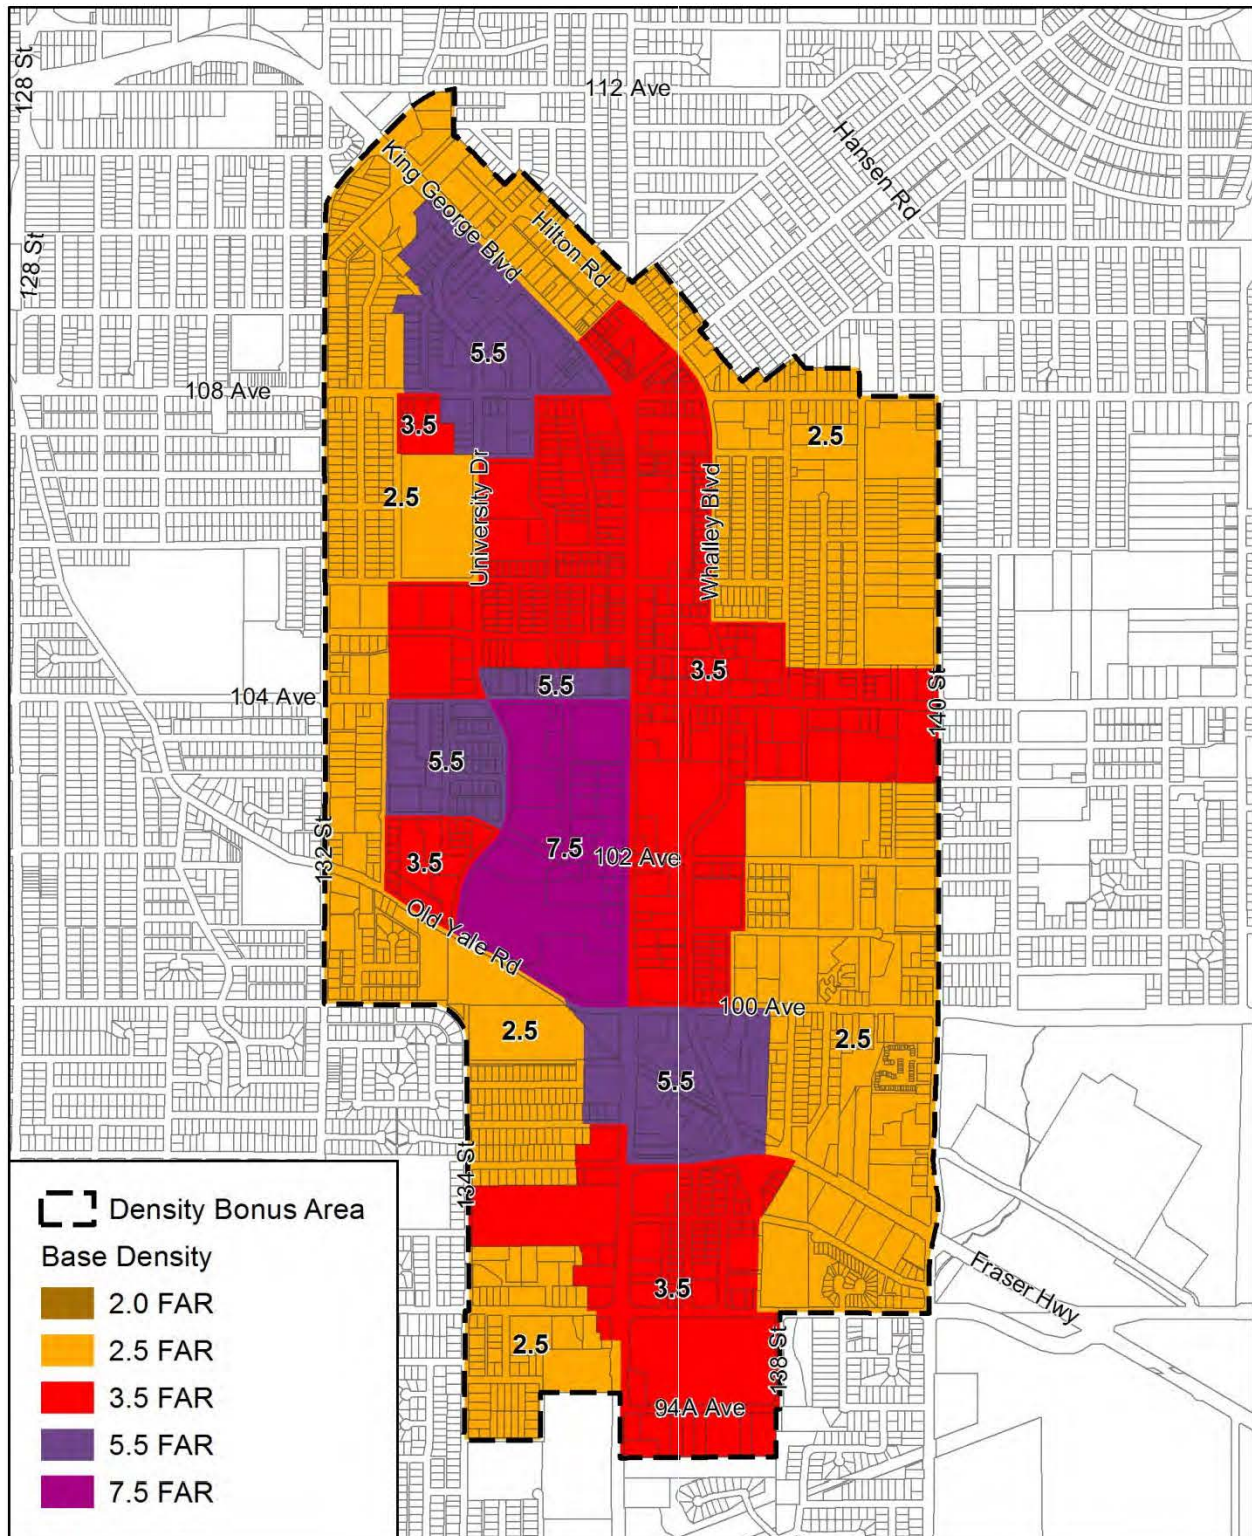 112 Ave
128 St
Hansen Rd
King George Blvd
Hilton Rd
128 St
5.5
108 Ave
3.5
2.5
2.5
University Dr
Whalley Blvd
3.5
5.5
104 Ave
140 St
5.5
7.5
102 Ave
132 St
3.5
Old Yale Rd
100 Ave
2.5
2.5
5.5
134 St
Fraser Hwy
3.5
2.5
138 St
94A Ave
Density Bonus Area
Base Density
2.0 FAR
2.5 FAR
3.5 FAR
5.5 FAR
7.5 FAR